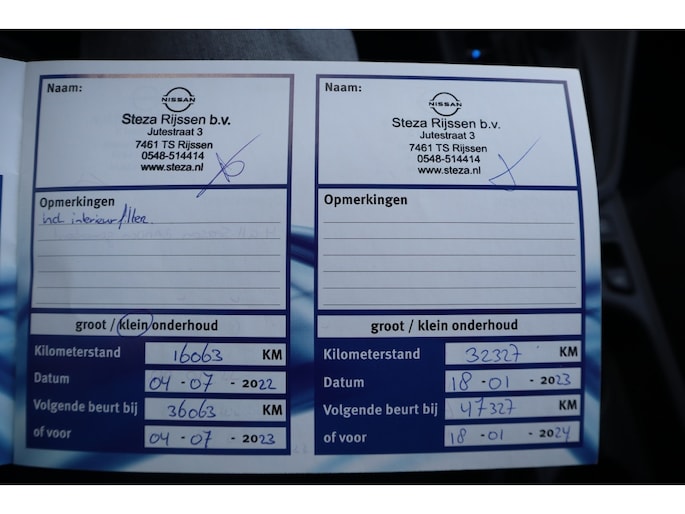 Naam:
NISSAN
Steza Rijssen b.v.
Jutestraat 3
7461 TS Rijssen
0548-514414
www.steza.nl
Opmerkingen
incl interieurfilter
groot / klein onderhoud
Kilometerstand 16063 KM
Datum 04 - 07 - 2022
Volgende beurt bij 36063 KM
of voor 04 - 07 - 2023
Naam:
NISSAN
Steza Rijssen b.v.
Jutestraat 3
7461 TS Rijssen
0548-514414
www.steza.nl
Opmerkingen
groot / klein onderhoud
Kilometerstand 32327 KM
Datum 18 - 01 - 2023
Volgende beurt bij 47327 KM
of voor 18 - 01 - 2024